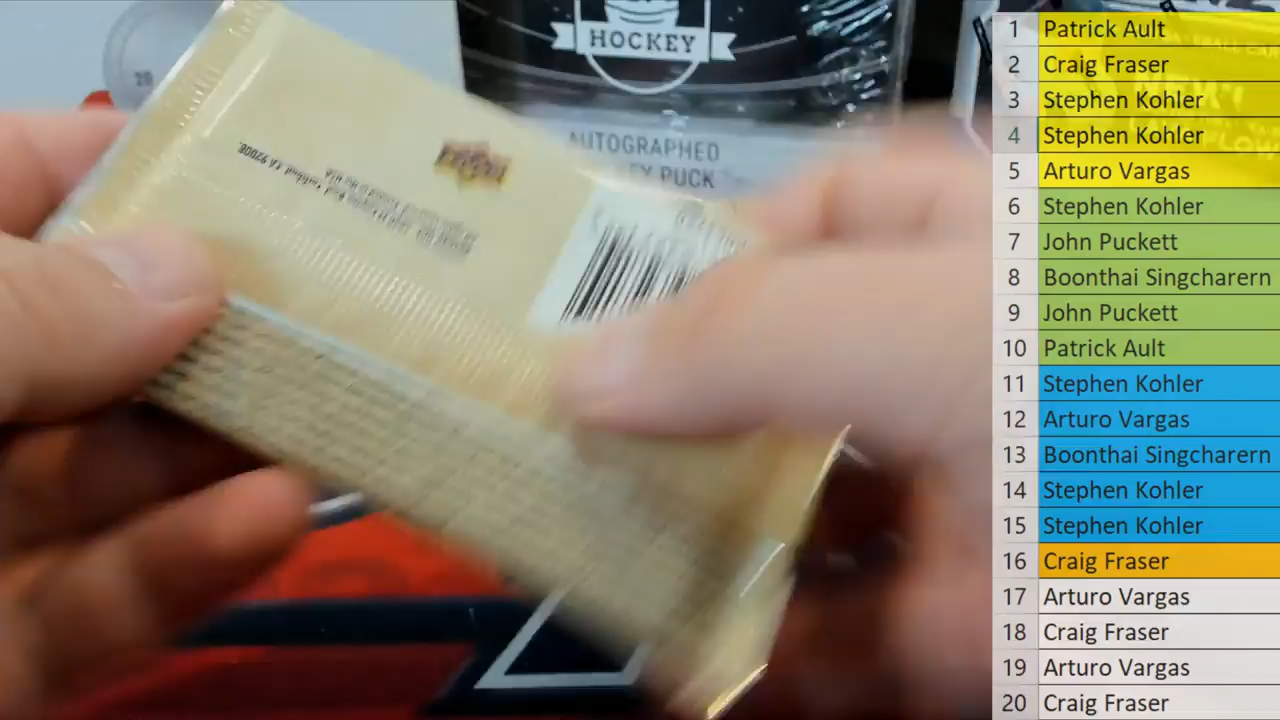 HOCKEY
AUTOGRAPHED
PUCK
20
1 Patrick Ault
2 Craig Fraser
3 Stephen Kohler
4 Stephen Kohler
5 Arturo Vargas
6 Stephen Kohler
7 John Puckett
8 Boonthai Singcharern
9 John Puckett
10 Patrick Ault
11 Stephen Kohler
12 Arturo Vargas
13 Boonthai Singcharern
14 Stephen Kohler
15 Stephen Kohler
16 Craig Fraser
17 Arturo Vargas
18 Craig Fraser
19 Arturo Vargas
20 Craig Fraser